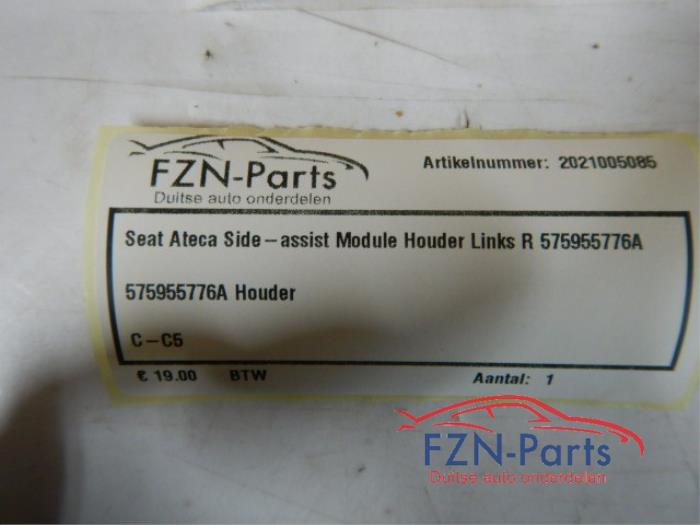 FZN-Parts
Duitse auto onderdelen
Artikelnummer: 2021005085
Seat Ateca Side-assist Module Houder Links R 575955776A
575955776A Houder
C-C5
€ 19.00 BTW
Aantal: 1
FZN-Parts
Duitse auto onderdelen